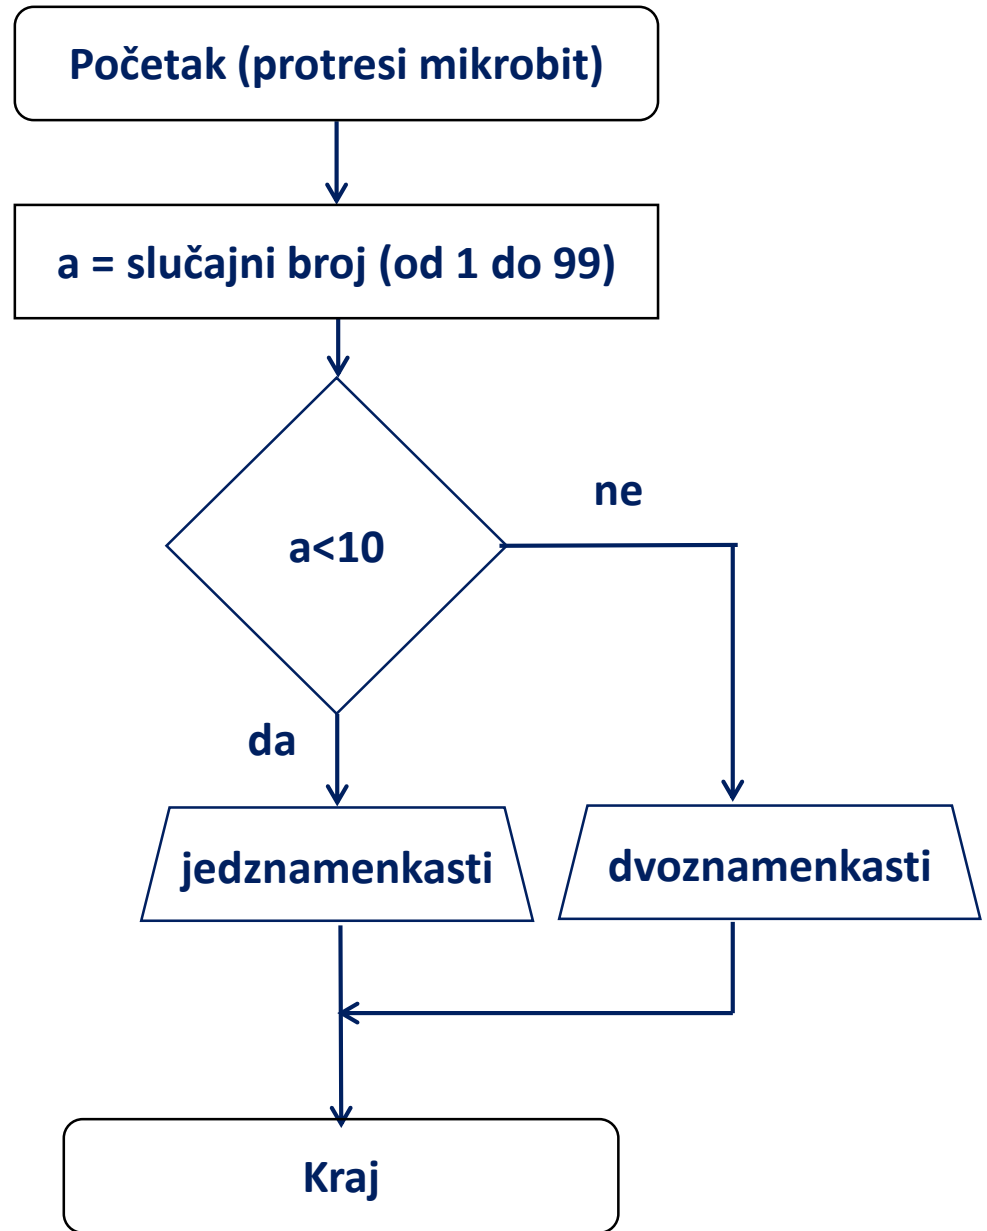 Početak (protresi mikrobit)
a = slučajni broj (od 1 do 99)
ne
a<10
da
jedznamenkasti
dvoznamenkasti
Kraj